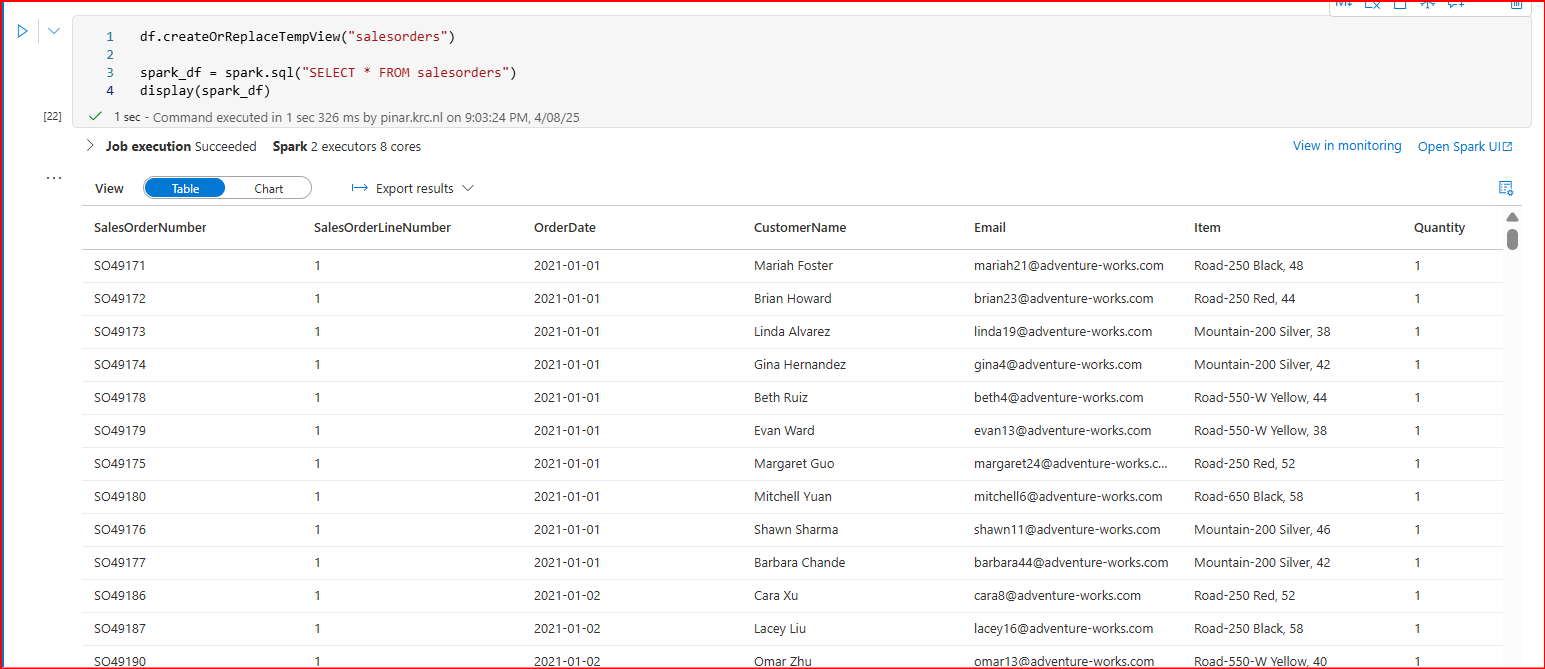 1 df.createOrReplaceTempView("salesorders")
2
3 spark_df = spark.sql("SELECT * FROM salesorders")
4 display(spark_df)
[22] 1 sec - Command executed in 1 sec 326 ms by pinar.krc.nl on 9:03:24 PM, 4/08/25
Job execution Succeeded Spark 2 executors 8 cores View in monitoring Open Spark UI
View Table Chart Export results
SalesOrderNumber SalesOrderLineNumber OrderDate CustomerName Email Item Quantity
SO49171 1 2021-01-01 Mariah Foster mariah21@adventure-works.com Road-250 Black, 48 1
SO49172 1 2021-01-01 Brian Howard brian23@adventure-works.com Road-250 Red, 44 1
SO49173 1 2021-01-01 Linda Alvarez linda19@adventure-works.com Mountain-200 Silver, 38 1
SO49174 1 2021-01-01 Gina Hernandez gina4@adventure-works.com Mountain-200 Silver, 42 1
SO49178 1 2021-01-01 Beth Ruiz beth4@adventure-works.com Road-550-W Yellow, 44 1
SO49179 1 2021-01-01 Evan Ward evan13@adventure-works.com Road-550-W Yellow, 38 1
SO49175 1 2021-01-01 Margaret Guo margaret24@adventure-works.c... Road-250 Red, 52 1
SO49180 1 2021-01-01 Mitchell Yuan mitchell6@adventure-works.com Road-650 Black, 58 1
SO49176 1 2021-01-01 Shawn Sharma shawn11@adventure-works.com Mountain-200 Silver, 46 1
SO49177 1 2021-01-01 Barbara Chande barbara44@adventure-works.com Mountain-200 Silver, 42 1
SO49186 1 2021-01-02 Cara Xu cara8@adventure-works.com Road-250 Red, 52 1
SO49187 1 2021-01-02 Lacey Liu lacey16@adventure-works.com Road-250 Black, 58 1
SO49190 1 2021-01-02 Omar Zhu omar13@adventure-works.com Road-550-W Yellow, 40 1